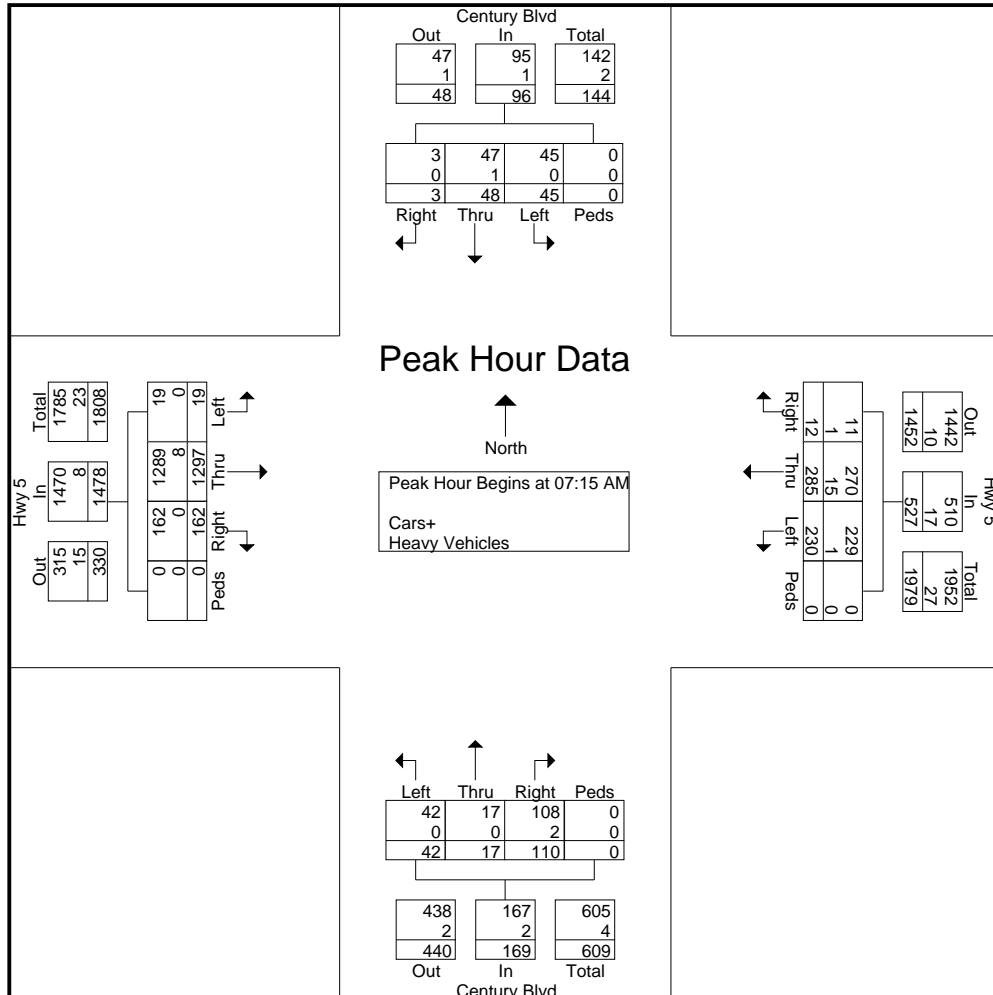 Century Blvd
Out In Total
47 95 142
1 1 2
48 96 144
3 47 45 0
0 1 0 0
3 48 45 0
Right Thru Left Peds
Peak Hour Data
North
Peak Hour Begins at 07:15 AM
Cars+
Heavy Vehicles
Hwy 5
Total In Out
1785 1470 315
23 8 15
1808 1478 330
19 1289 162 0
0 8 0 0
19 1297 162 0
Left Thru Right Peds
Right Thru Left Peds
12 285 230 0
1 15 1 0
11 270 229 0
1452 527 1979
10 17 27
1442 510 1952
Out In Total
Hwy 5
Left Thru Right Peds
42 17 108 0
0 0 2 0
42 17 110 0
438 167 605
2 2 4
440 169 609
Out In Total
Century Blvd